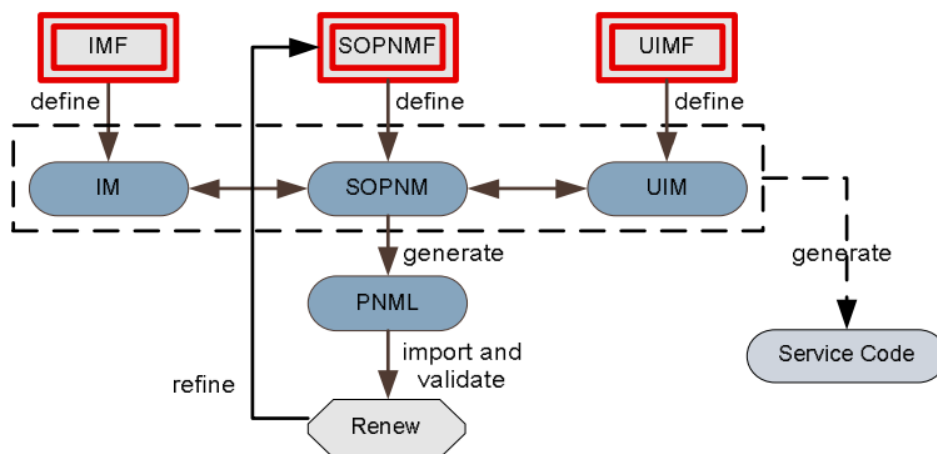 IMF
SOPNMF
UIMF
define
define
define
IM
SOPNM
UIM
generate
generate
PNML
import and
validate
Service Code
refine
Renew